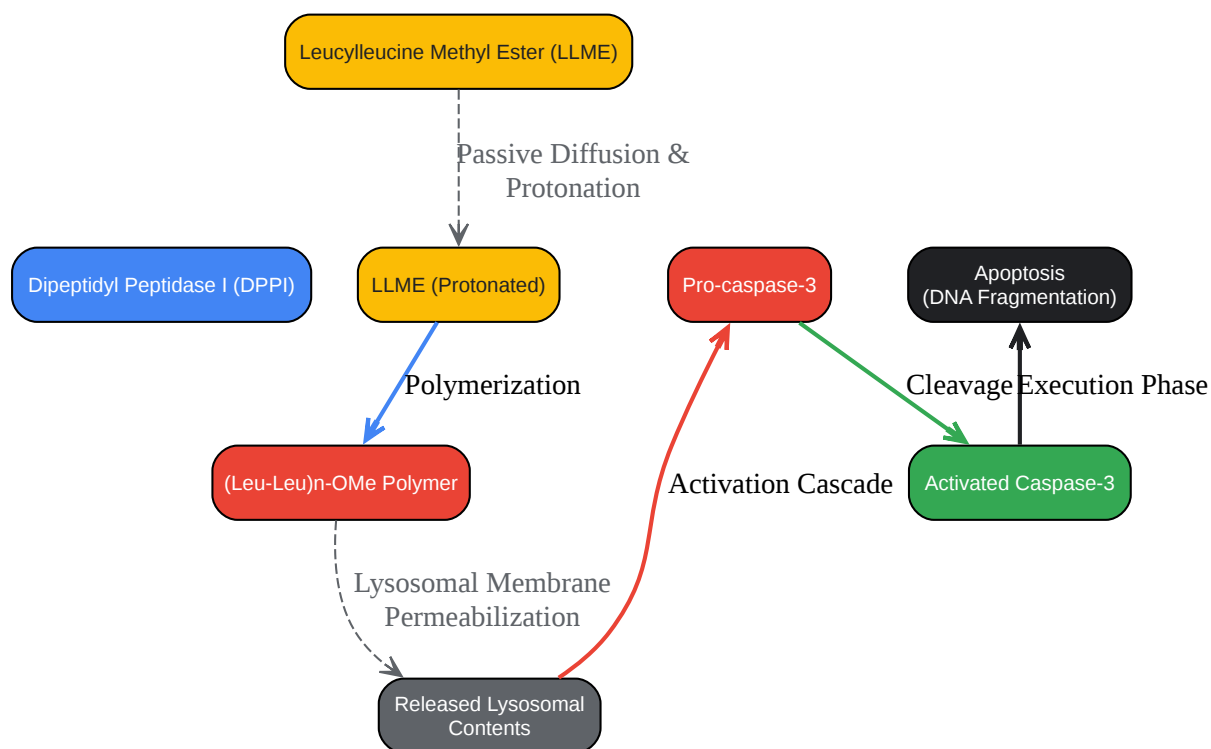 Leucylleucine Methyl Ester (LLME)
Passive Diffusion &
Protonation
Dipeptidyl Peptidase I (DPPI)
LLME (Protonated)
Pro-caspase-3
Apoptosis
(DNA Fragmentation)
Polymerization
Cleavage
Execution Phase
(Leu-Leu)n-OMe Polymer
Activation Cascade
Activated Caspase-3
Lysosomal Membrane
Permeabilization
Released Lysosomal
Contents